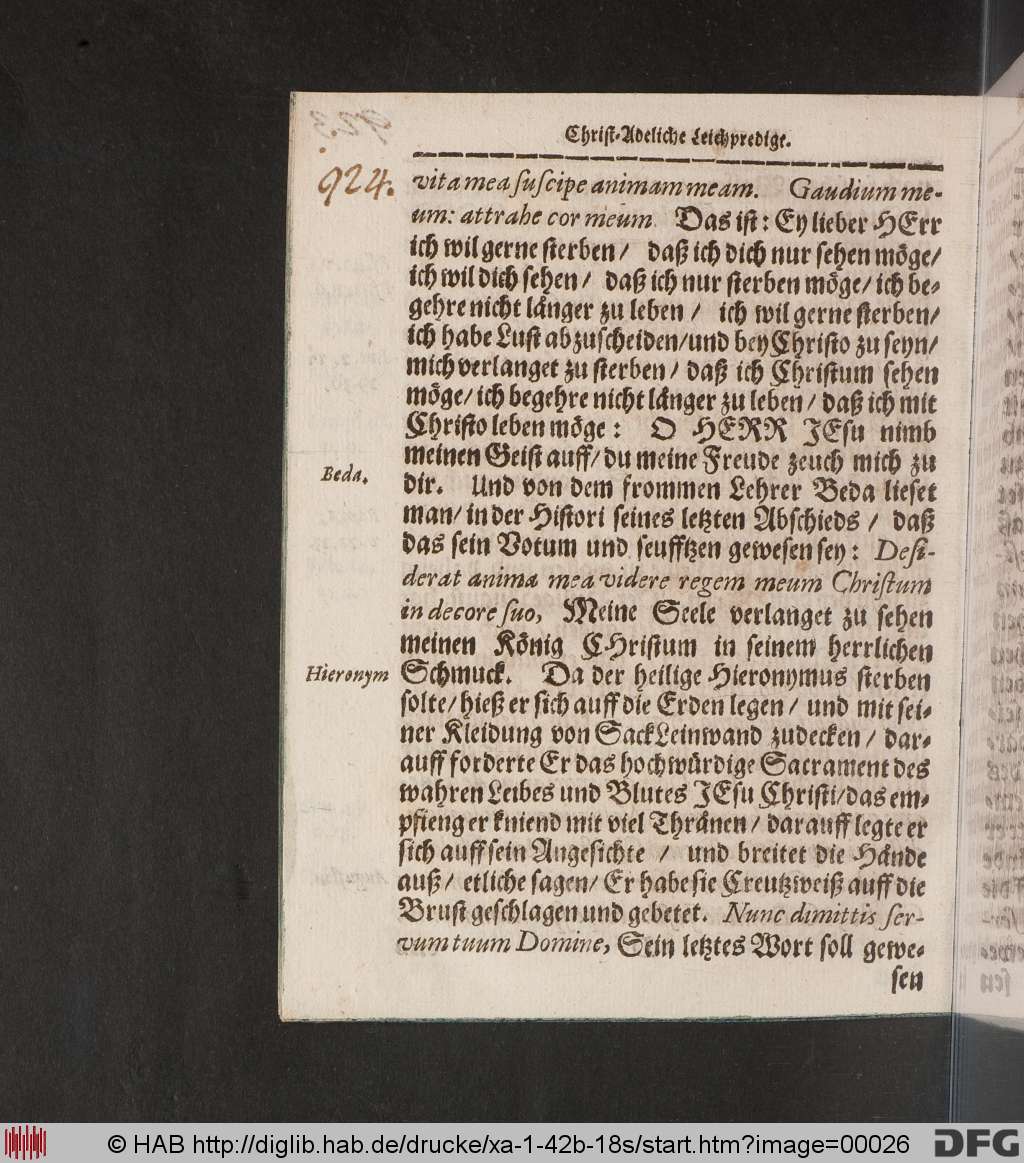 Christ-Adeliche Leichpredigt.
924.
vita mea suscipe animam meam. Gaudium me-
um: attrahe cor meum. Das ist: Ey lieber HErr
ich wil gerne sterben/ daß ich dich nur sehen möge/
ich wil dich sehen/ daß ich nur sterben möge/ ich be-
gehre nicht länger zu leben/ ich wil gerne sterben/
ich habe Lust abzuscheiden/und bey Christo zu seyn/
mich verlanget zu sterben/ daß ich Christum sehen
möge/ ich begehre nicht länger zu leben/ daß ich mit
Christo leben möge: O HERR JEsu nimb
meinen Geist auff/ du meine Freude zeuch mich zu
Beda.
dir. Und von dem frommen Lehrer Beda lieset
man/ in der Histori seines letzten Abschieds/ daß
das sein Votum und seufftzen gewesen sey: Desi-
derat anima mea videre regem meum Christum
in decore suo, Meine Seele verlanget zu sehen
meinen König CHristum in seinem herrlichen
Hieronym
Schmuck. Da der heilige Hieronymus sterben
solte/ hieß er sich auff die Erden legen/ und mit sei-
ner Kleidung von SackLeinwand zudecken/ dar-
auff forderte Er das hochwürdige Sacrament des
wahren Leibes und Blutes JEsu Christi/das em-
pfieng er kniend mit viel Thränen/ darauff legte er
sich auff sein Angesichte/ und breitet die Hände
auß/ etliche sagen/ Er habe sie Creutzweiß auff die
Brust geschlagen und gebetet. Nunc dimittis ser-
vum tuum Domine, Sein letztes Wort soll gewe-
sen
© HAB http://diglib.hab.de/drucke/xa-1-42b-18s/start.htm?image=00026
DFG